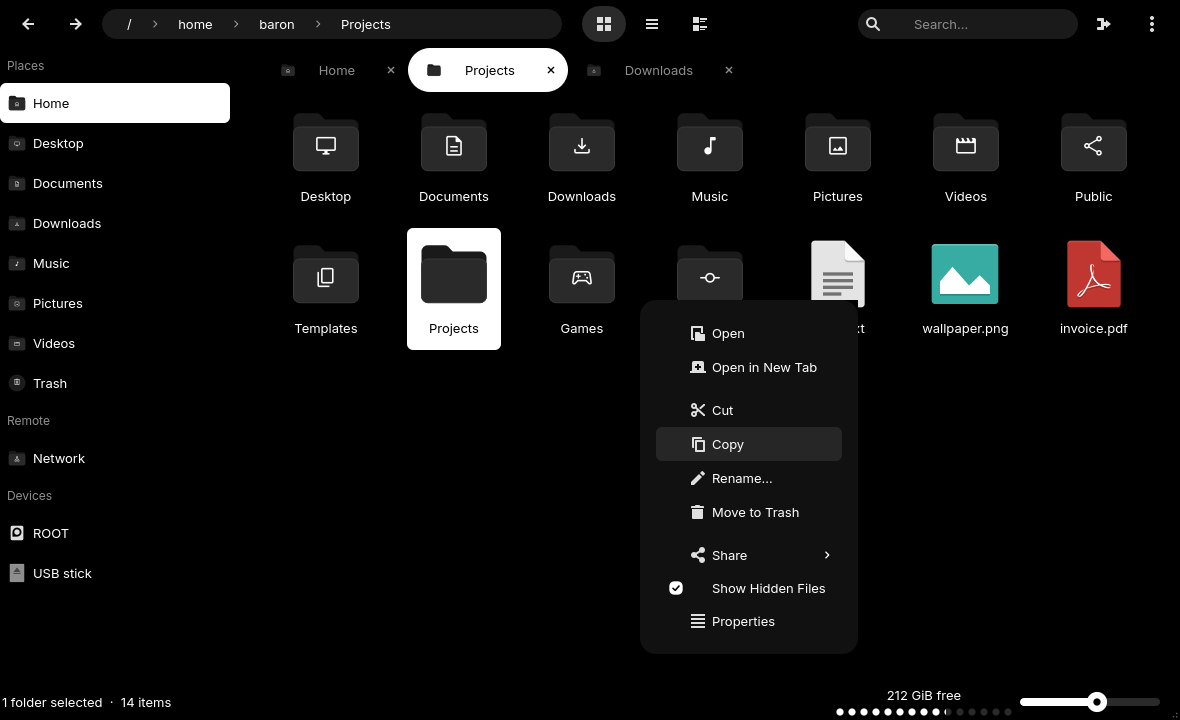 / home baron Projects
Search...
Places
Home
Desktop
Documents
Downloads
Music
Pictures
Videos
Trash
Remote
Network
Devices
ROOT
USB stick
Home
Projects
Downloads
Desktop Documents Downloads Music Pictures Videos Public
Templates Projects Games xt wallpaper.png invoice.pdf
Open
Open in New Tab
Cut
Copy
Rename...
Move to Trash
Share
Show Hidden Files
Properties
1 folder selected · 14 items
212 GiB free